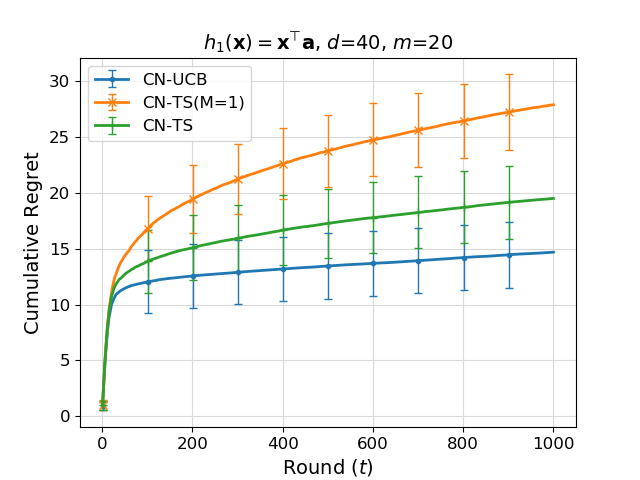 h₁(𝐱) = 𝐱⊤𝐚, d=40, m=20
CN-UCB
CN-TS(M=1)
CN-TS
Cumulative Regret
30
25
20
15
10
5
0
0 200 400 600 800 1000
Round (t)